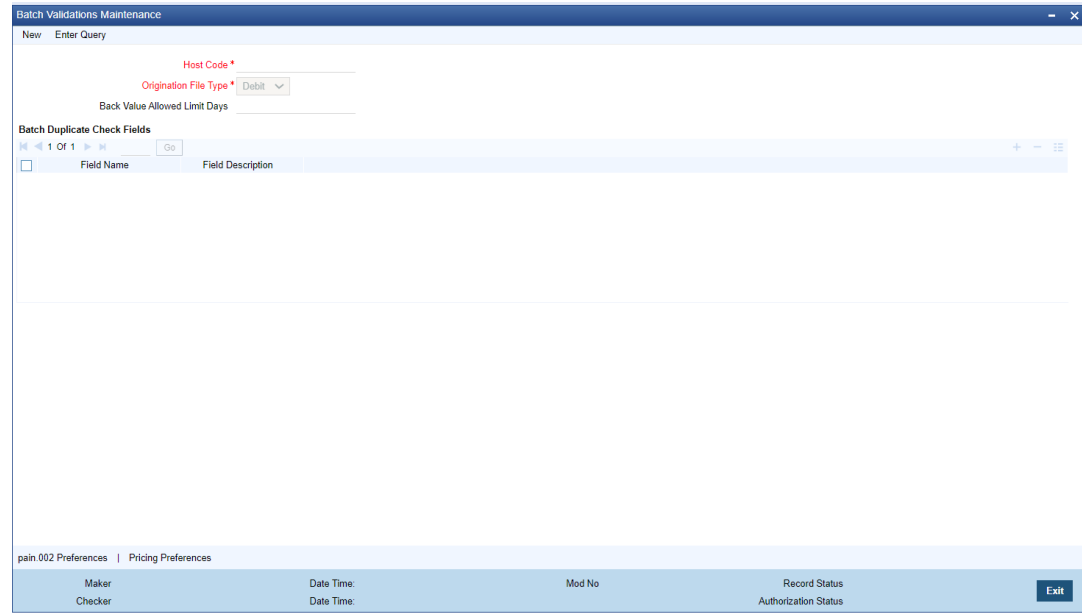 Batch Validations Maintenance
New Enter Query
Host Code *
Origination File Type * Debit
Back Value Allowed Limit Days
Batch Duplicate Check Fields
1 Of 1 Go
Field Name Field Description
pain.002 Preferences | Pricing Preferences
Maker Date Time: Mod No Record Status
Checker Date Time: Authorization Status
Exit